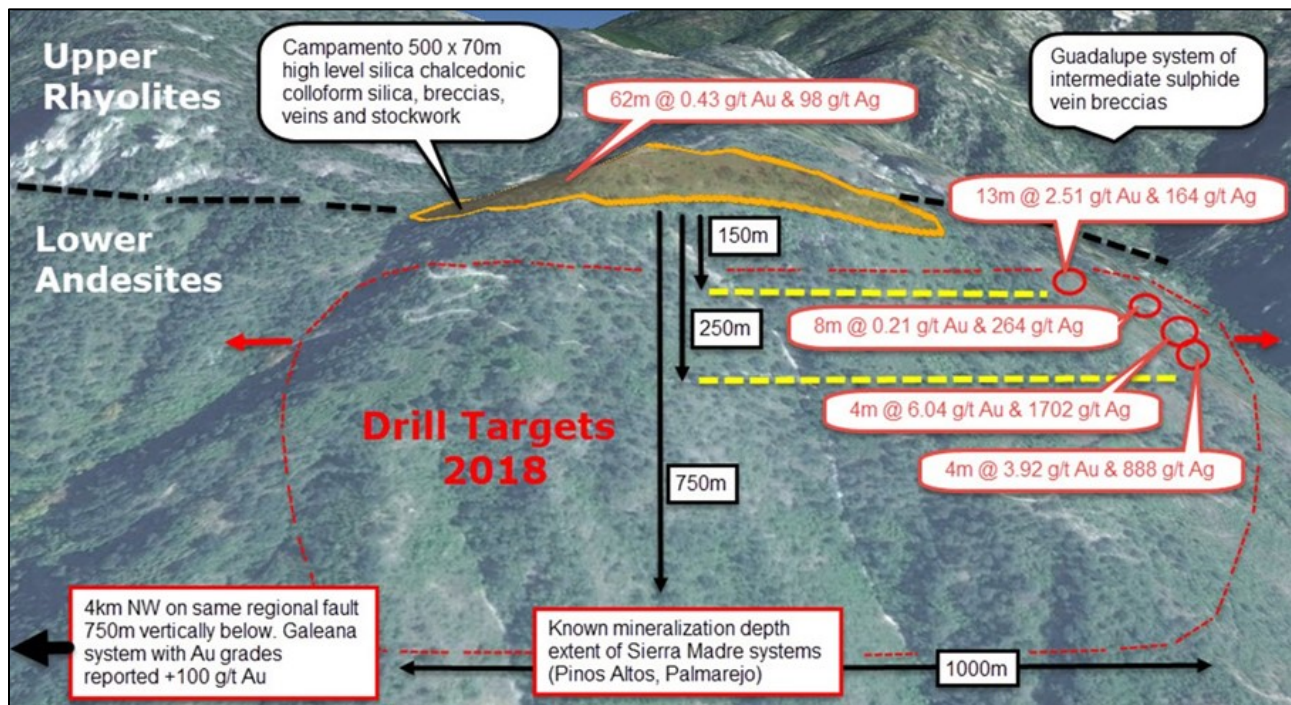 Upper
Rhyolites
Campamento 500 x 70m
high level silica chalcedonic
colloform silica, breccias,
veins and stockwork
62m @ 0.43 g/t Au & 98 g/t Ag
Guadalupe system of
intermediate sulphide
vein breccias
13m @ 2.51 g/t Au & 164 g/t Ag
Lower
Andesites
150m
8m @ 0.21 g/t Au & 264 g/t Ag
250m
4m @ 6.04 g/t Au & 1702 g/t Ag
Drill Targets
2018
4m @ 3.92 g/t Au & 888 g/t Ag
750m
4km NW on same regional fault
750m vertically below. Galeana
system with Au grades
reported +100 g/t Au
Known mineralization depth
extent of Sierra Madre systems
(Pinos Altos, Palmarejo)
1000m